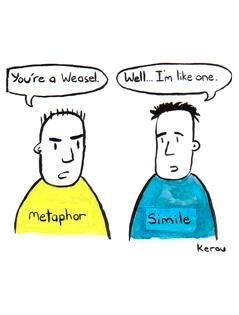 You're a Weasel.
Well... I'm like one.
metaphor
Simile
Kerou